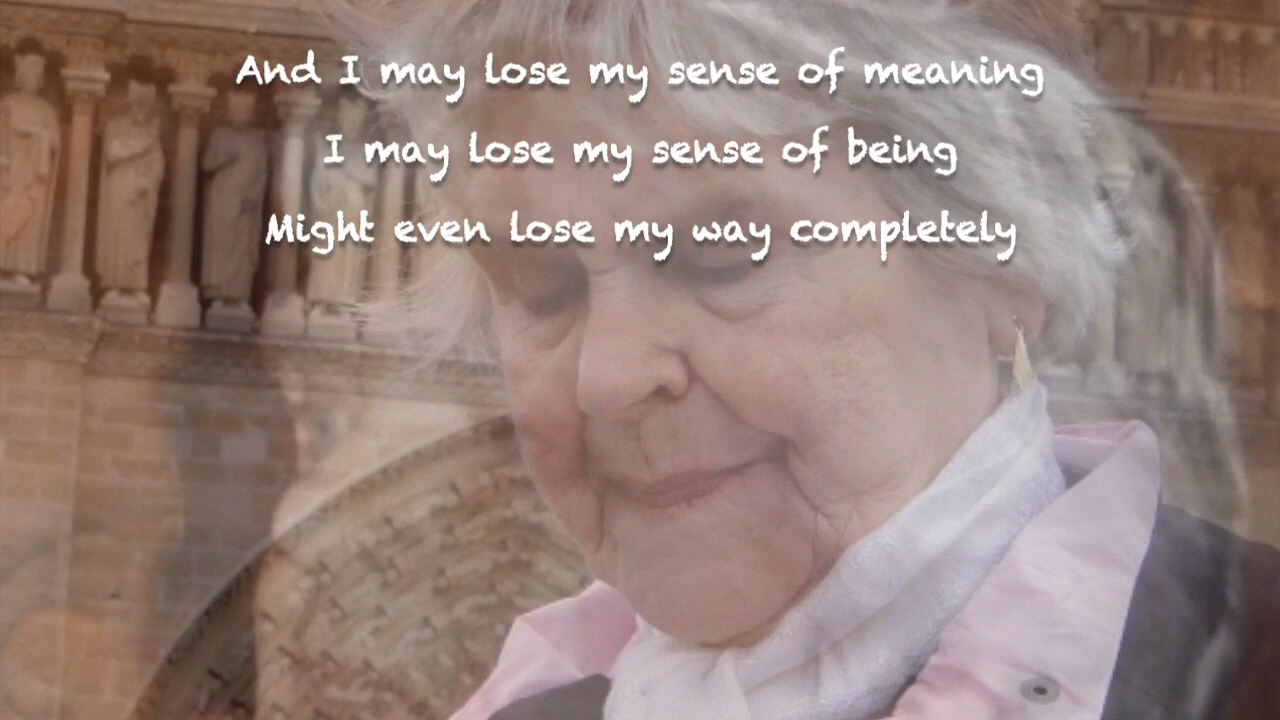 And I may lose my sense of meaning
I may lose my sense of being
Might even lose my way completely